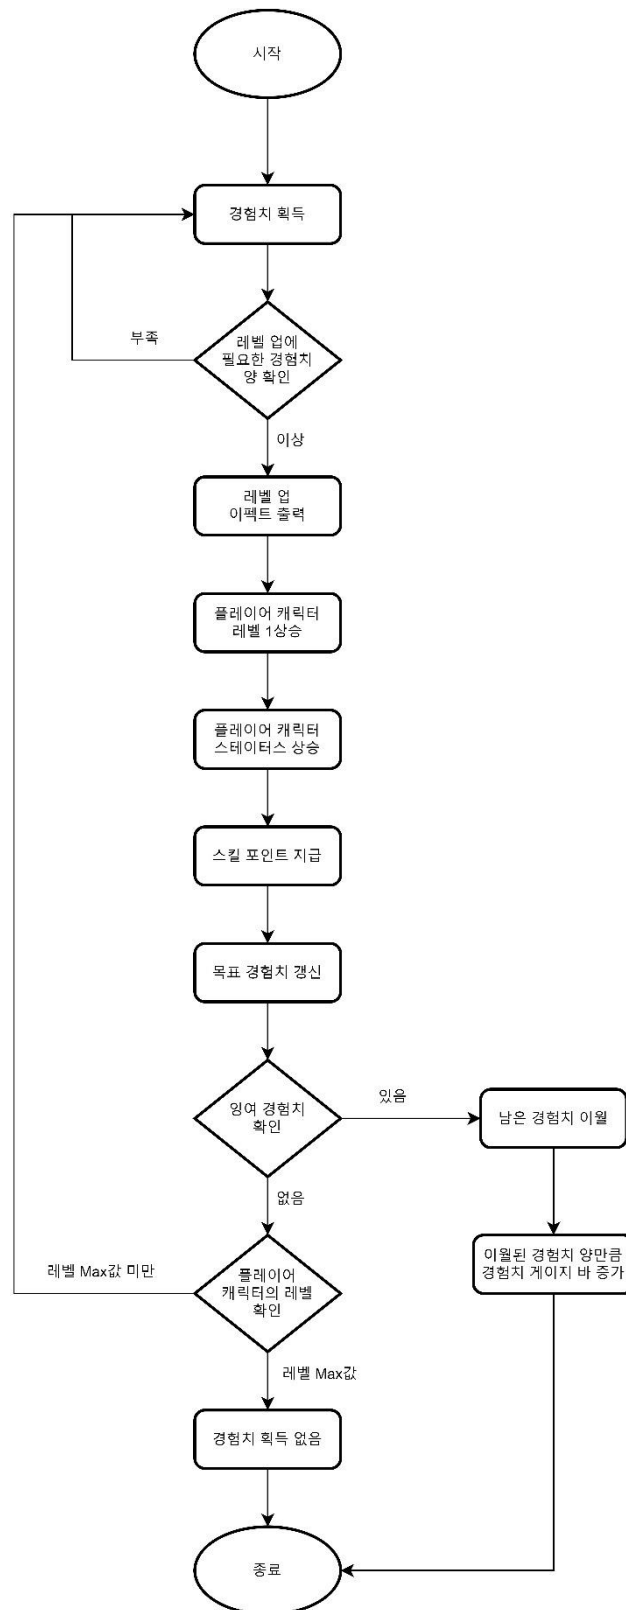 시작
경험치 획득
부족
레벨 업에
필요한 경험치
양 확인
이상
레벨 업
이펙트 출력
플레이어 캐릭터
레벨 1상승
플레이어 캐릭터
스테이터스 상승
스킬 포인트 지급
목표 경험치 갱신
잉여 경험치
확인
있음
남은 경험치 이월
없음
이월된 경험치 양만큼
경험치 게이지 바 증가
레벨 Max값 미만
플레이어
캐릭터의 레벨
확인
레벨 Max값
경험치 획득 없음
종료